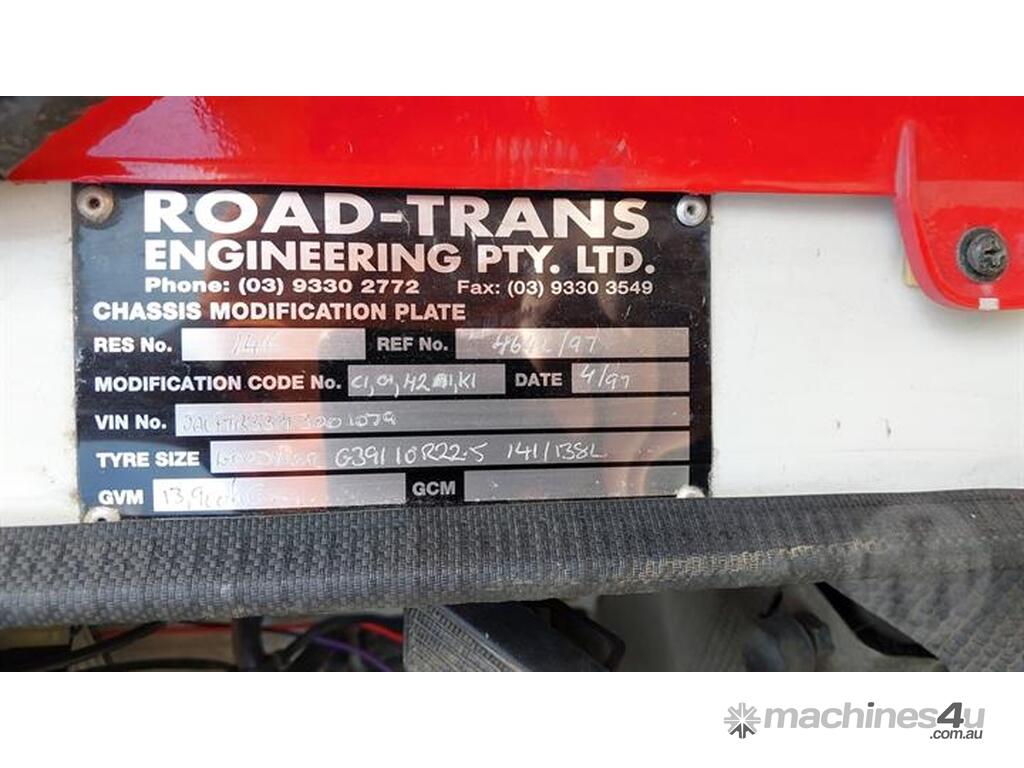 ROAD-TRANS
ENGINEERING PTY. LTD.
Phone: (03) 9330 2772 Fax: (03) 9330 3549
CHASSIS MODIFICATION PLATE
RES No. REF No.
MODIFICATION CODE No. DATE 4/97
VIN No.
TYRE SIZE G391 10R22.5 141/138L
GVM GCM
machines4u
.com.au